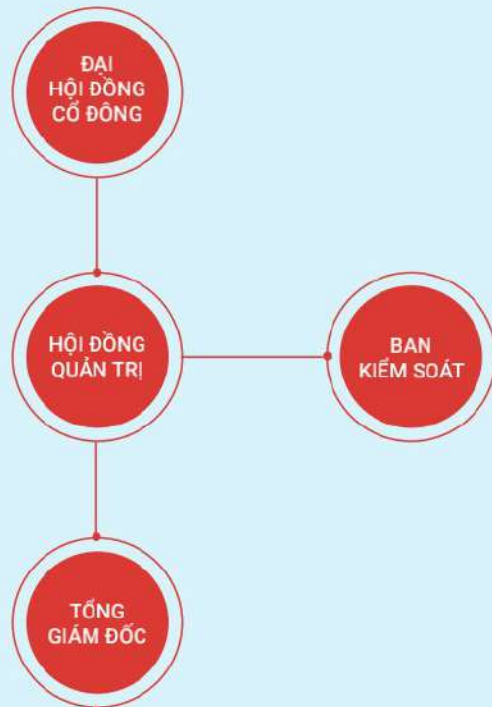 ĐẠI
HỘI ĐỒNG
CỔ ĐÔNG
HỘI ĐỒNG
QUẢN TRỊ
BAN
KIỂM SOÁT
TỔNG
GIÁM ĐỐC